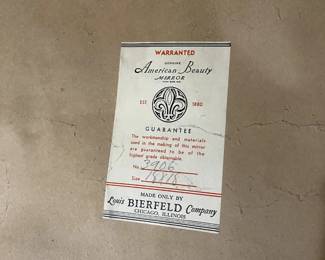 WARRANTED
GENUINE
American Beauty
MIRROR
EST 1880
GUARANTEE
The workmanship and materials
used in the making of this mirror
are guaranteed to be of the
highest grade obtainable.
No. 3906
Size 18x18
MADE ONLY BY
Louis BIERFELD Company
CHICAGO, ILLINOIS